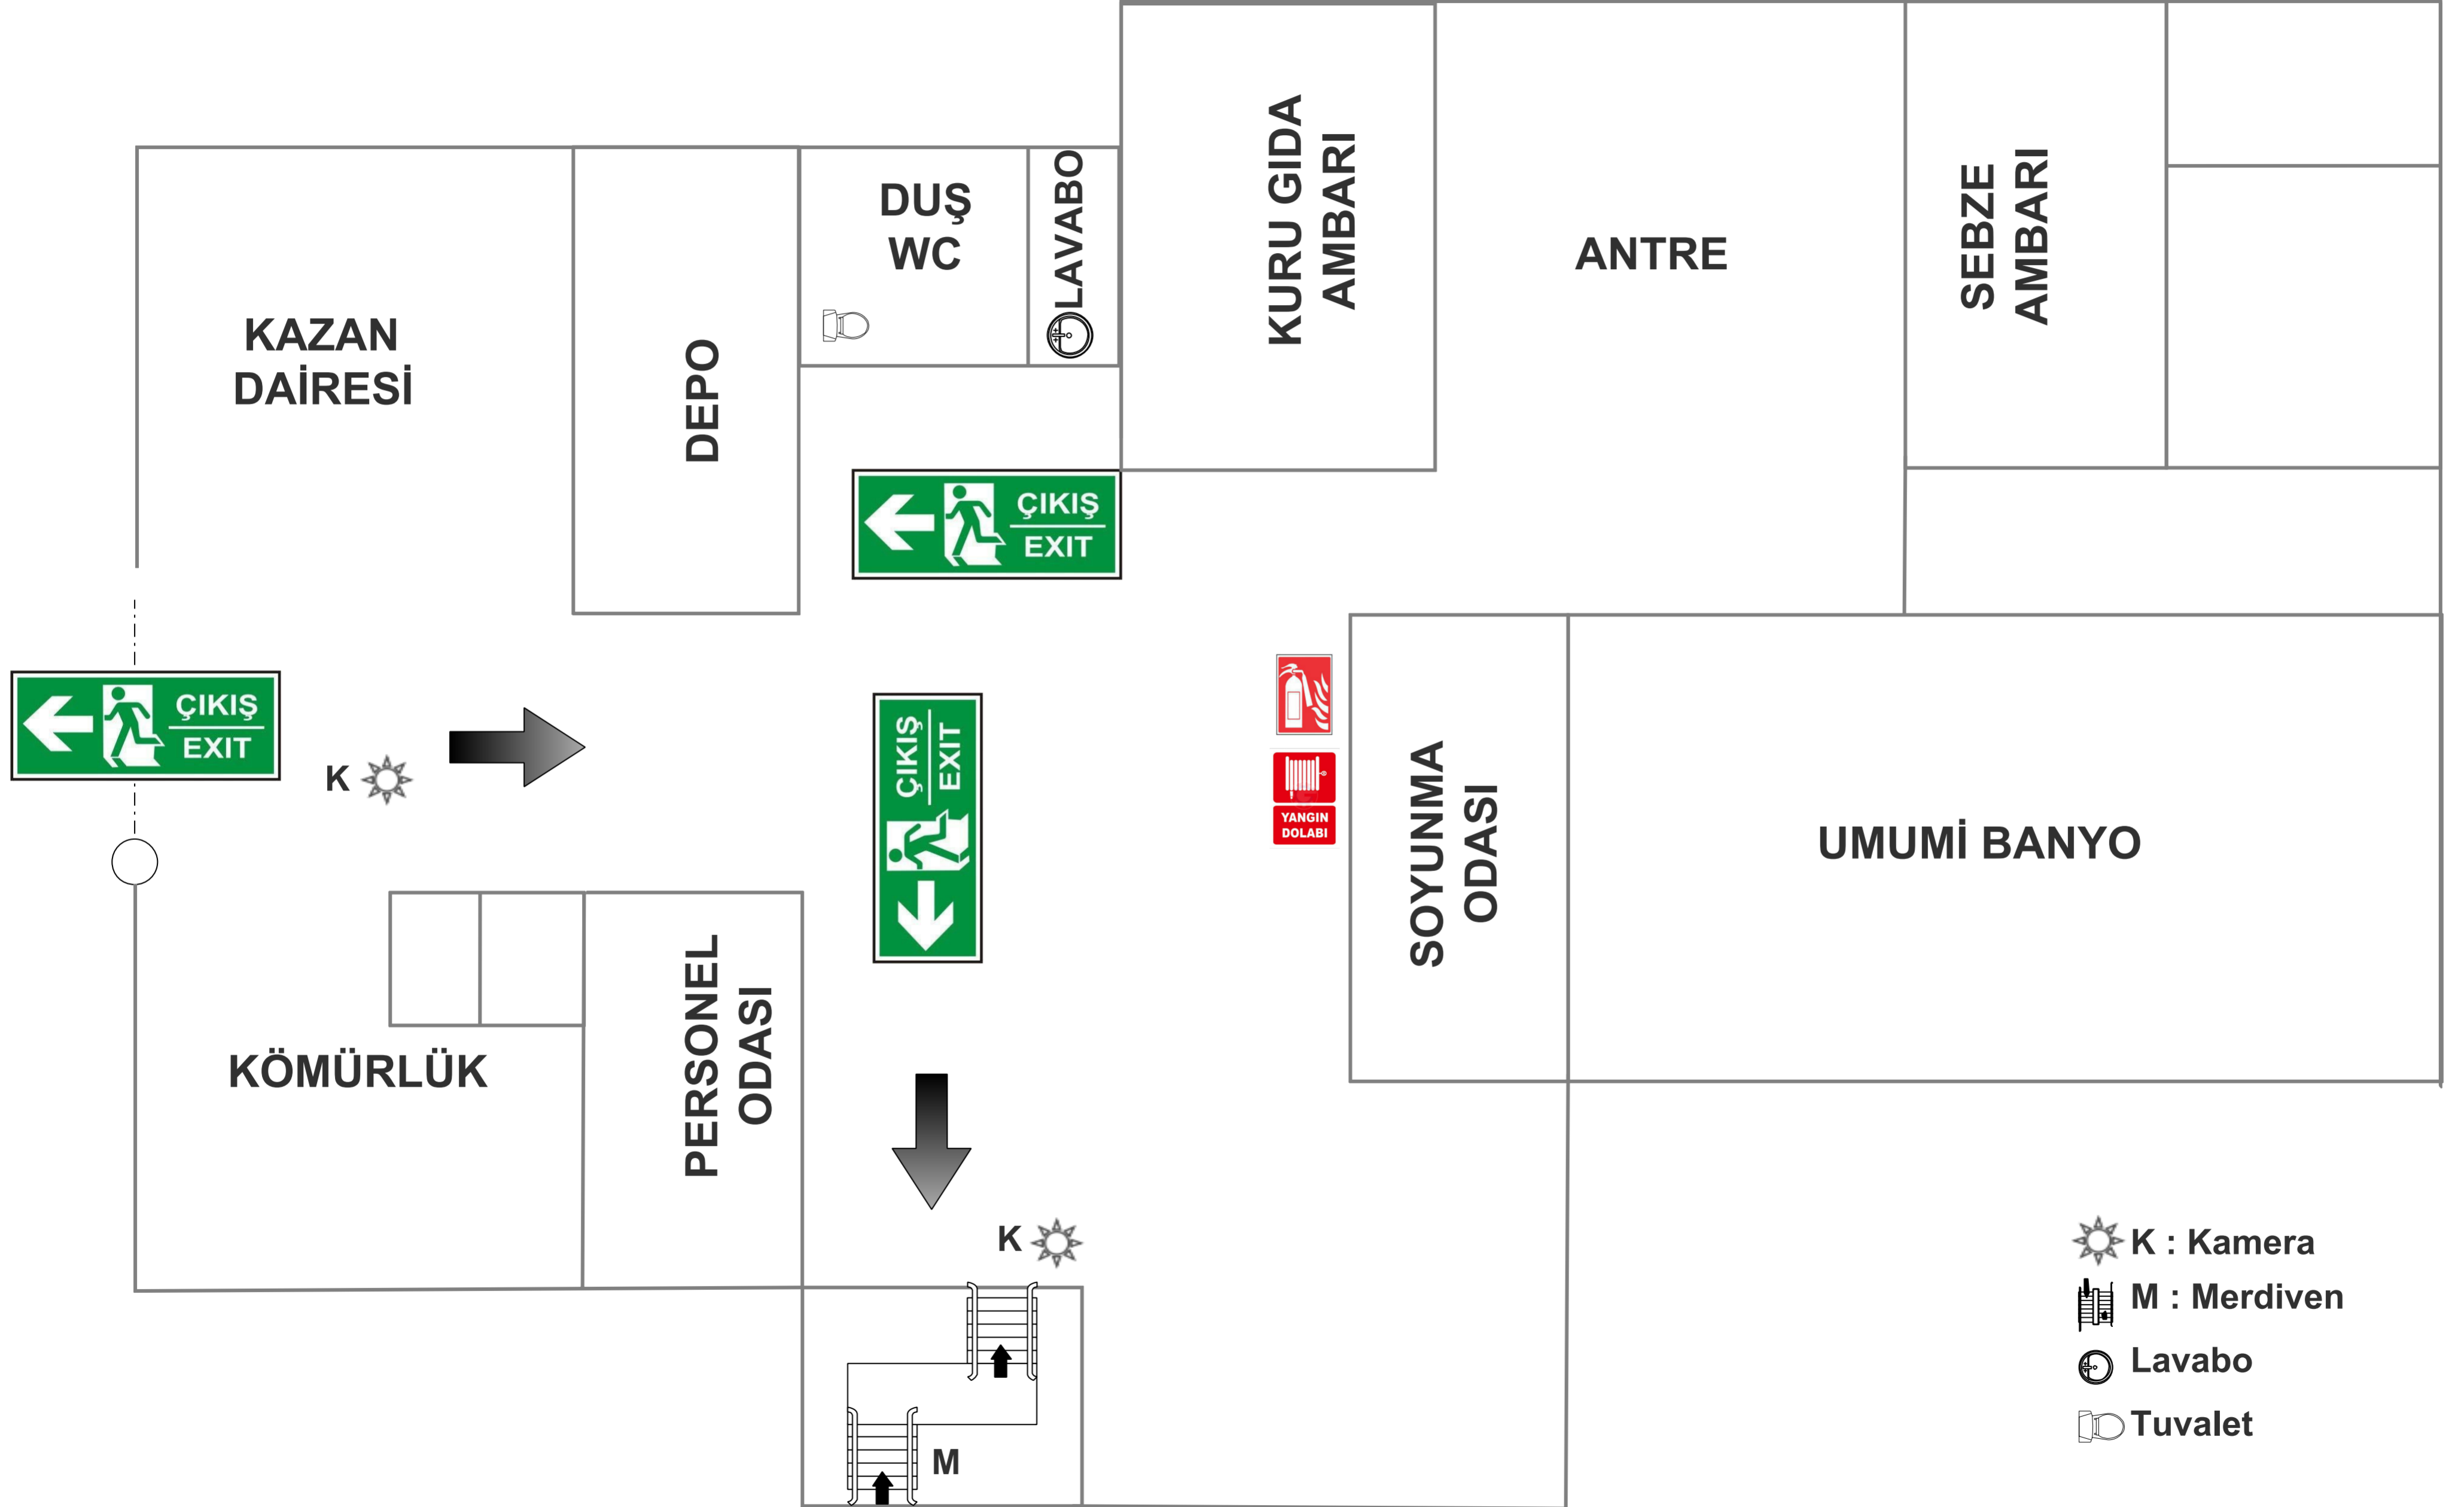 KURU GIDA
AMBARI
ANTRE
SEBZE
AMBARI
DUŞ
WC
LAVABO
KAZAN
DAİRESİ
DEPO
ÇIKIŞ
EXIT
ÇIKIŞ
EXIT
K
ÇIKIŞ
EXIT
YANGIN
DOLABI
SOYUNMA
ODASI
UMUMİ BANYO
KÖMÜRLÜK
PERSONEL
ODASI
K
M
K : Kamera
M : Merdiven
Lavabo
Tuvalet